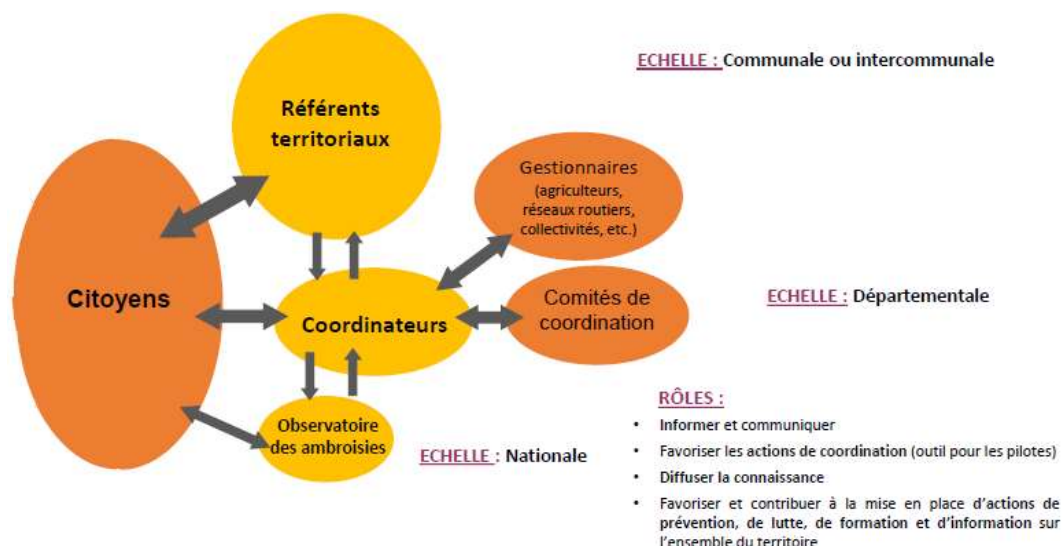 ECHELLE : Communale ou intercommunale
Référents
territoriaux
Gestionnaires
(agriculteurs,
réseaux routiers,
collectivités, etc.)
Citoyens
Coordinateurs
Comités de
coordination
ECHELLE : Départementale
Observatoire
des ambroisies
ECHELLE : Nationale
RÔLES :
• Informer et communiquer
• Favoriser les actions de coordination (outil pour les pilotes)
• Diffuser la connaissance
• Favoriser et contribuer à la mise en place d'actions de
prévention, de lutte, de formation et d'information sur
l'ensemble du territoire